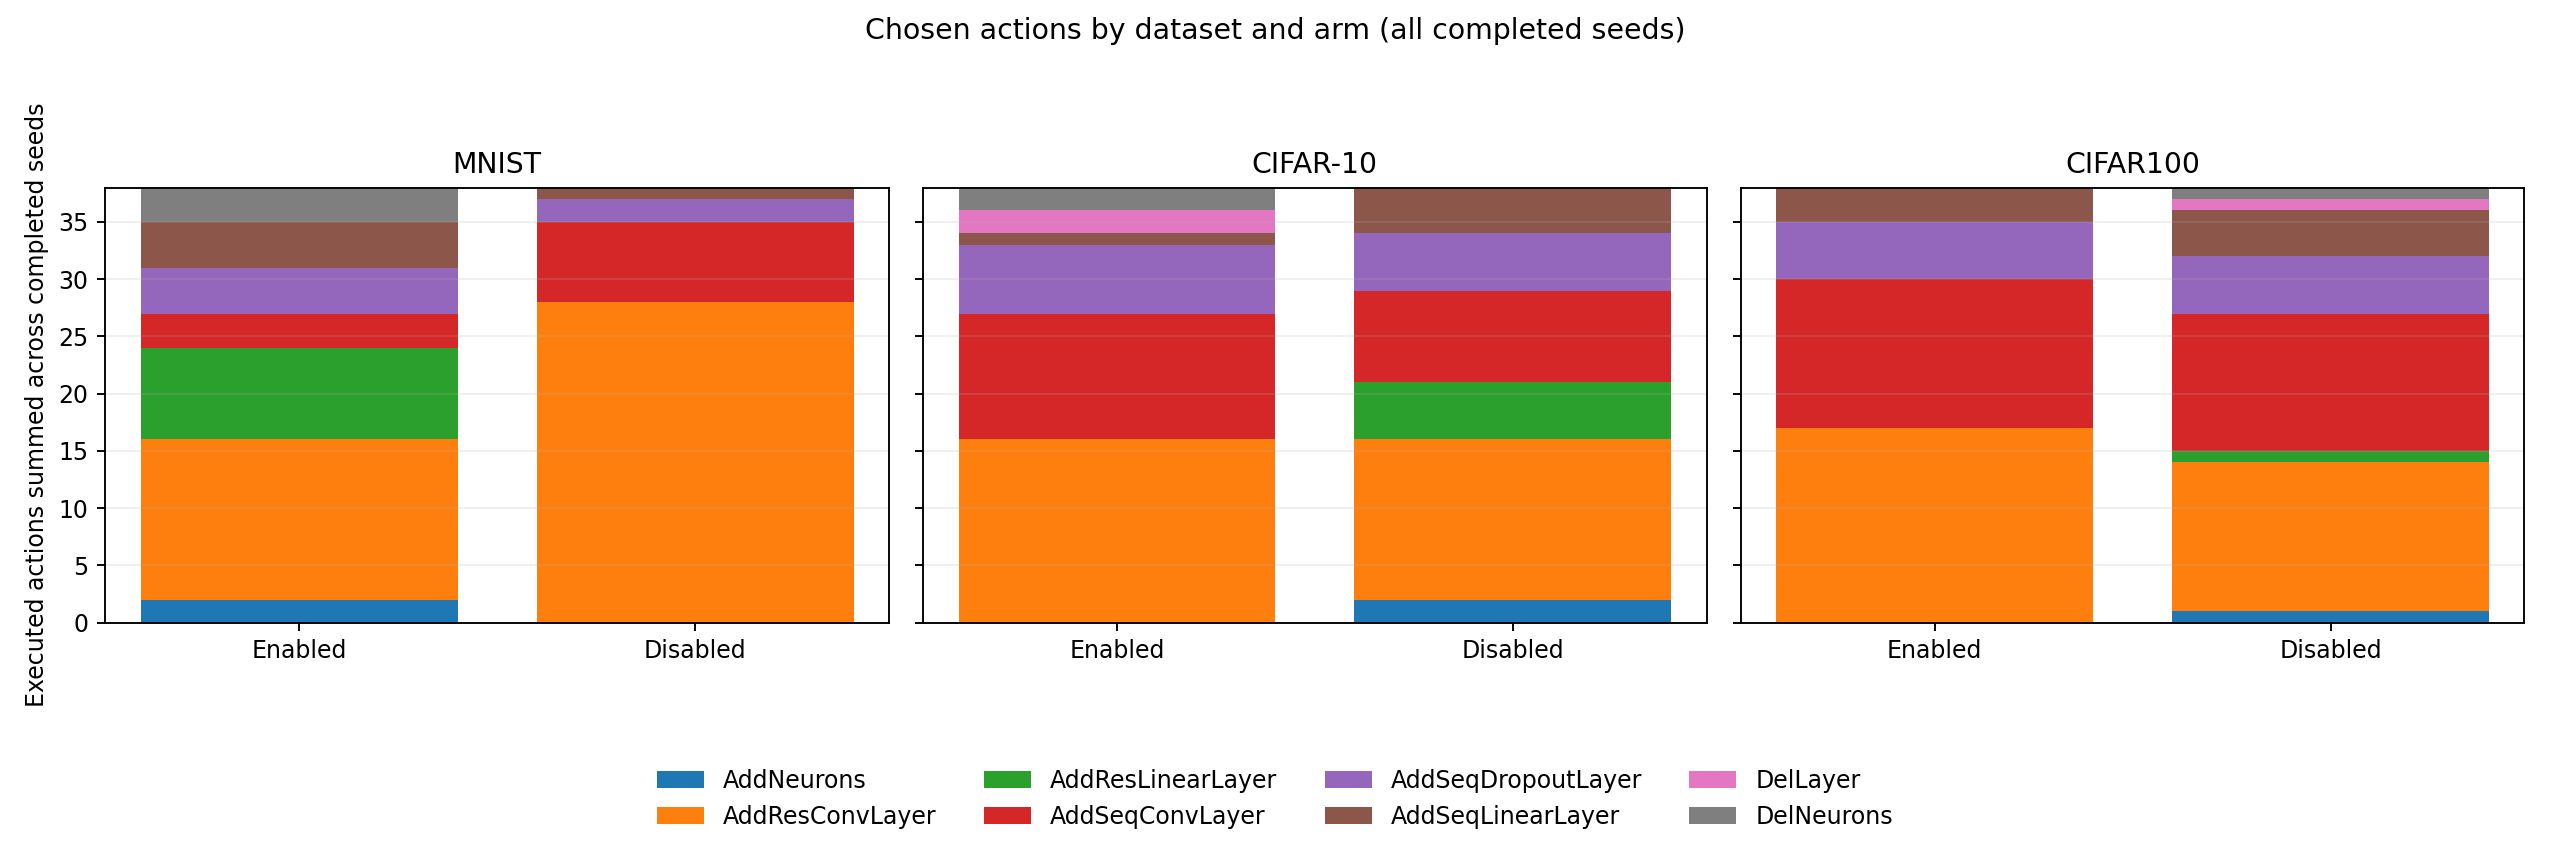 Chosen actions by dataset and arm (all completed seeds)
Executed actions summed across completed seeds
MNIST
CIFAR-10
CIFAR100
35
30
25
20
15
10
5
0
Enabled
Disabled
Enabled
Disabled
Enabled
Disabled
AddNeurons
AddResConvLayer
AddResLinearLayer
AddSeqConvLayer
AddSeqDropoutLayer
AddSeqLinearLayer
DelLayer
DelNeurons